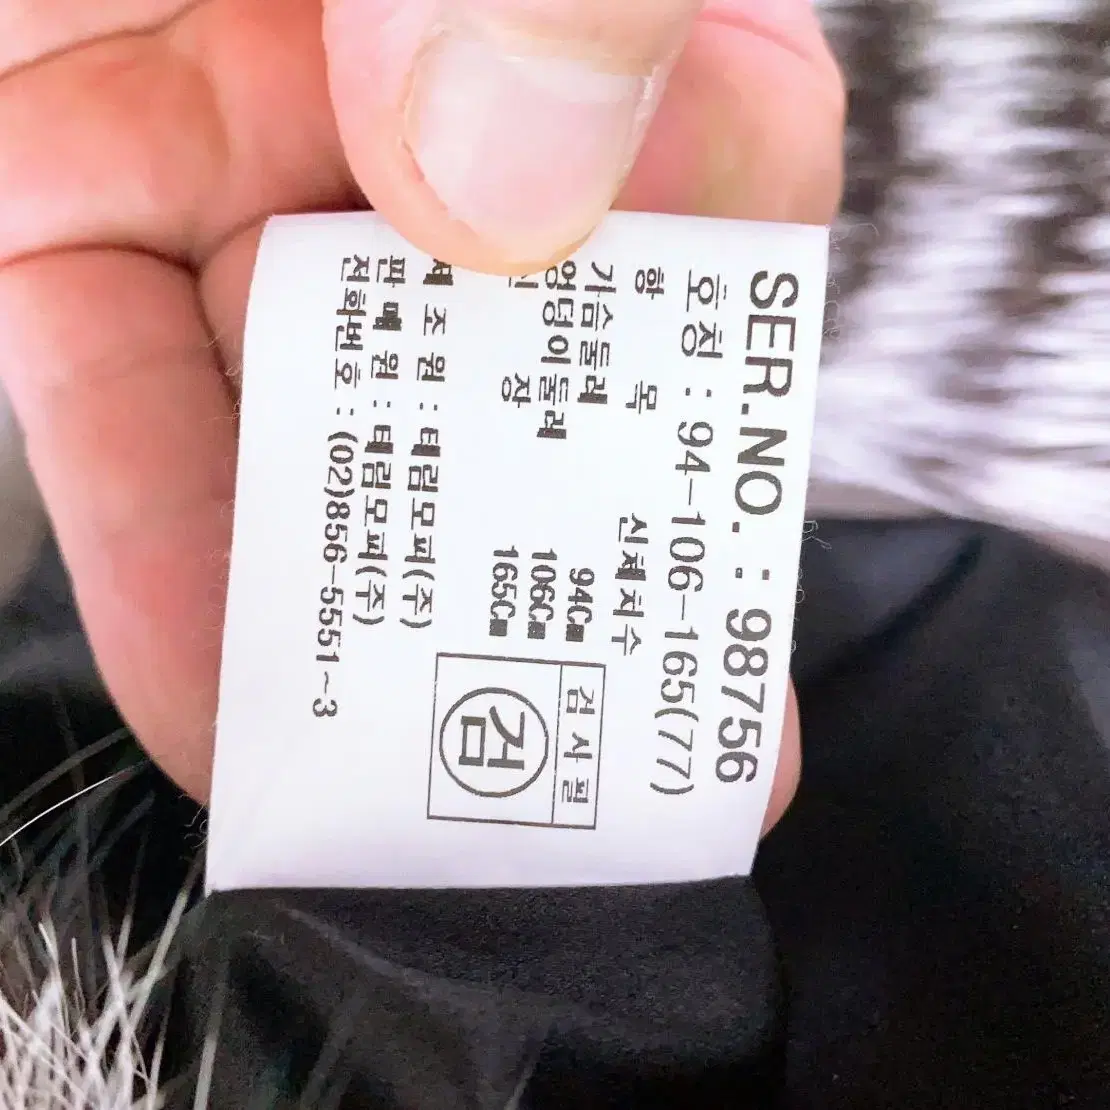 SER.NO. : 98756
호칭 : 94-106-165(77)
항 목 신체치수
가슴둘레 94Cm
엉덩이둘레 106Cm
신 장 165Cm
검사필
검
제 조 원 : 태림모피(주)
판 매 원 : 태림모피(주)
전화번호 : (02)856-5551~3